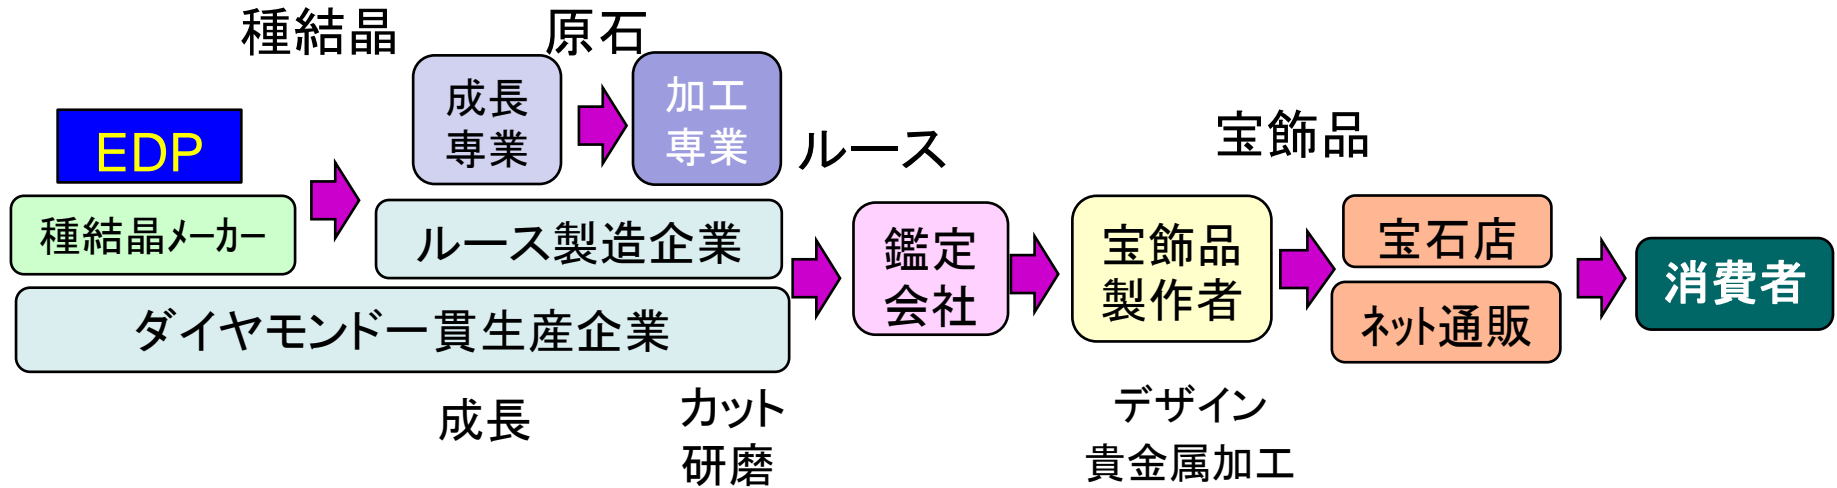 種結晶
原石
成長
専業
加工
専業
EDP
種結晶メーカー
ルース製造企業
ダイヤモンド一貫生産企業
成長
カット
研磨
ルース
鑑定
会社
宝飾品
宝飾品
製作者
デザイン
貴金属加工
宝石店
ネット通販
消費者